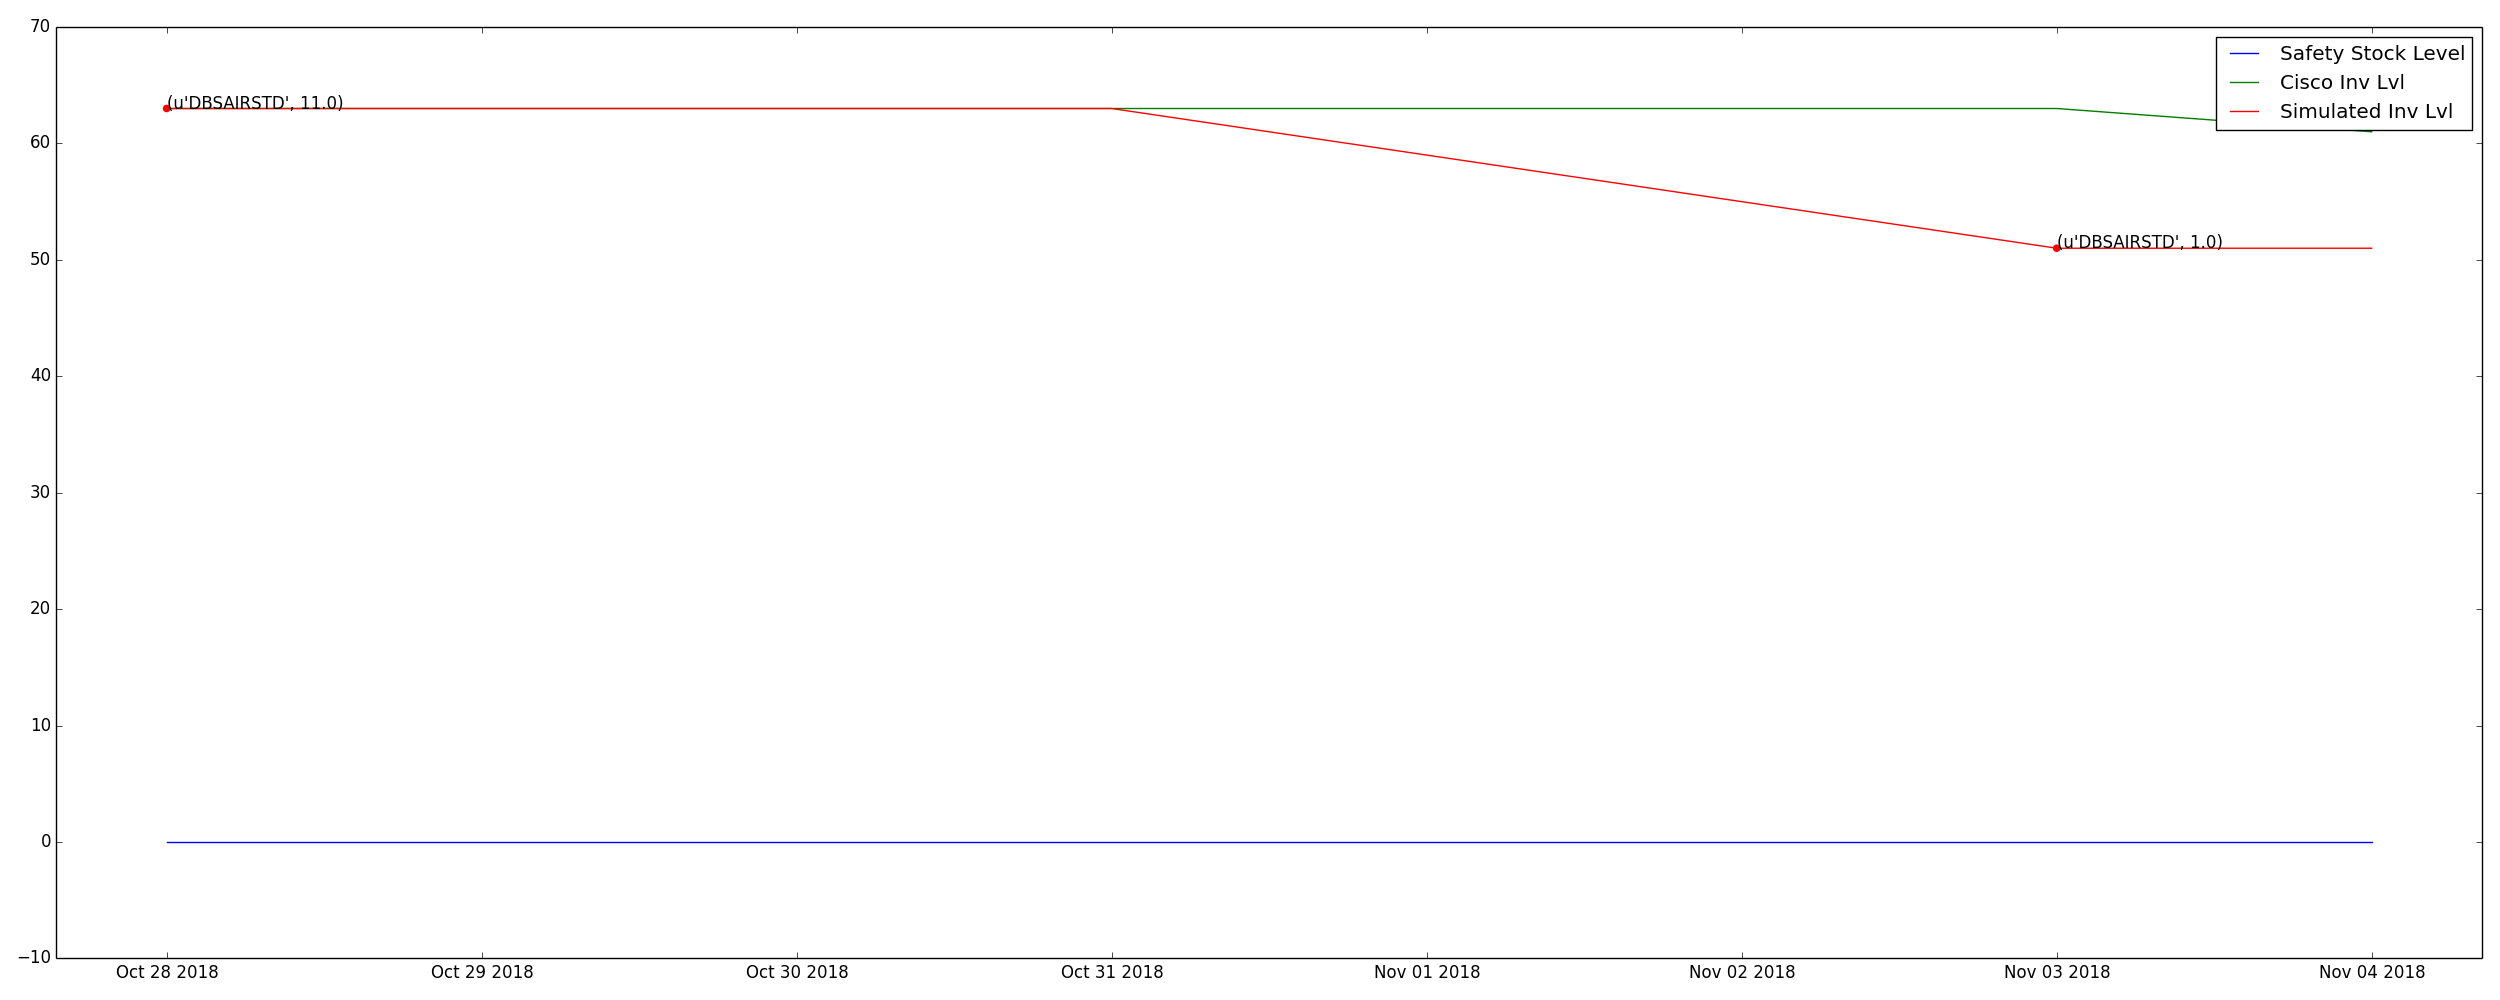 70
60
50
40
30
20
10
0
−10
Safety Stock Level
Cisco Inv Lvl
Simulated Inv Lvl
(u'DBSAIRSTD', 11.0)
(u'DBSAIRSTD', 1.0)
Oct 28 2018
Oct 29 2018
Oct 30 2018
Oct 31 2018
Nov 01 2018
Nov 02 2018
Nov 03 2018
Nov 04 2018